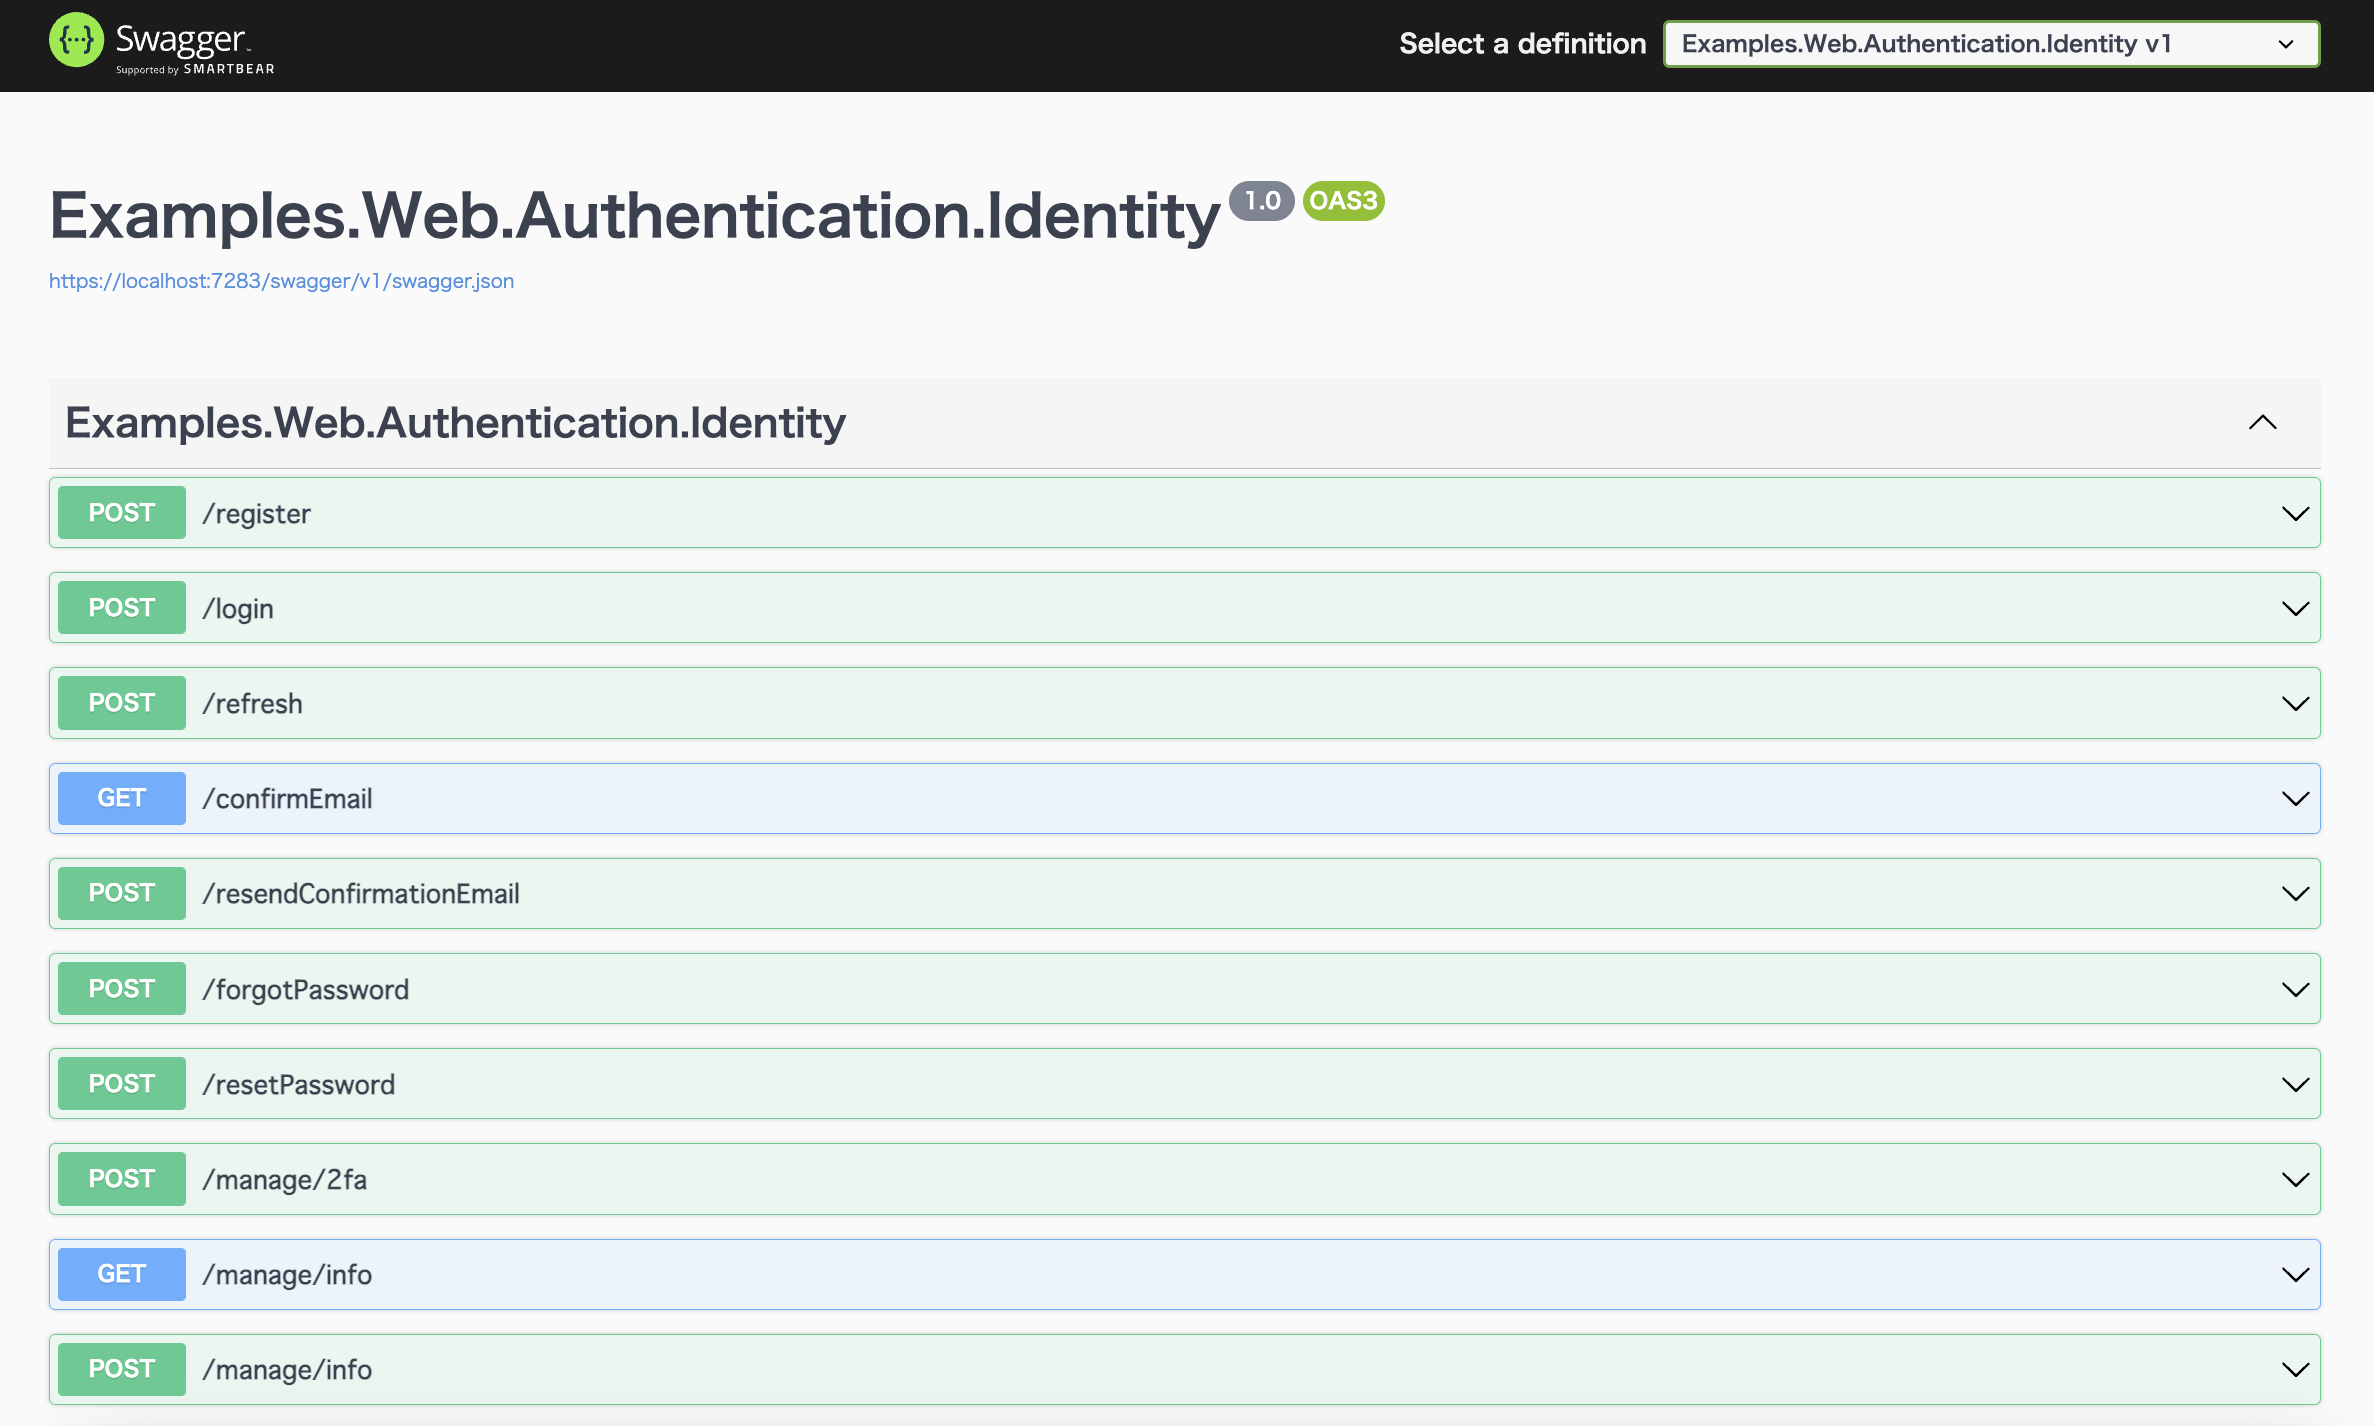 Swagger
Supported by SMARTBEAR
Select a definition
Examples.Web.Authentication.Identity v1
Examples.Web.Authentication.Identity 1.0 OAS3
https://localhost:7283/swagger/v1/swagger.json
Examples.Web.Authentication.Identity
POST /register
POST /login
POST /refresh
GET /confirmEmail
POST /resendConfirmationEmail
POST /forgotPassword
POST /resetPassword
POST /manage/2fa
GET /manage/info
POST /manage/info